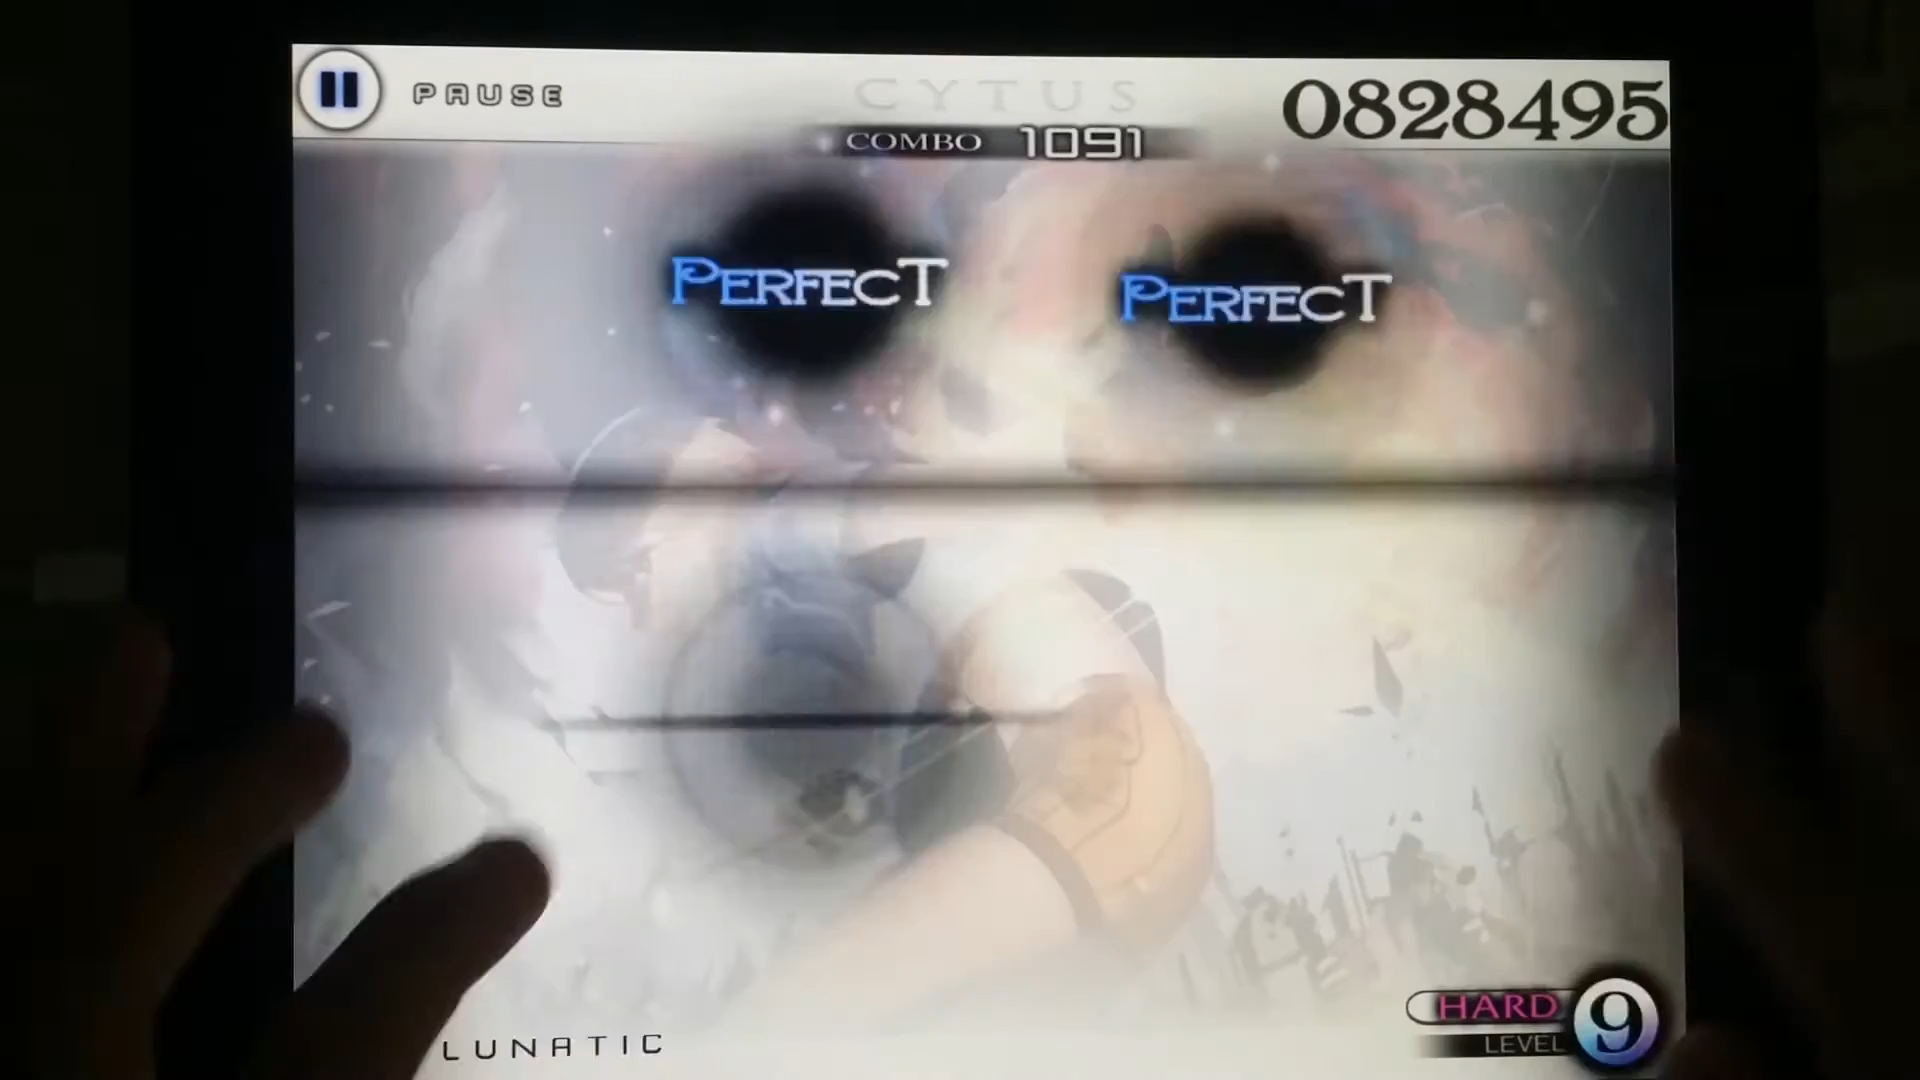 PAUSE
CYTUS
0828495
COMBO 1091
PERFECT
PERFECT
HARD
LEVEL 9
LUNATIC